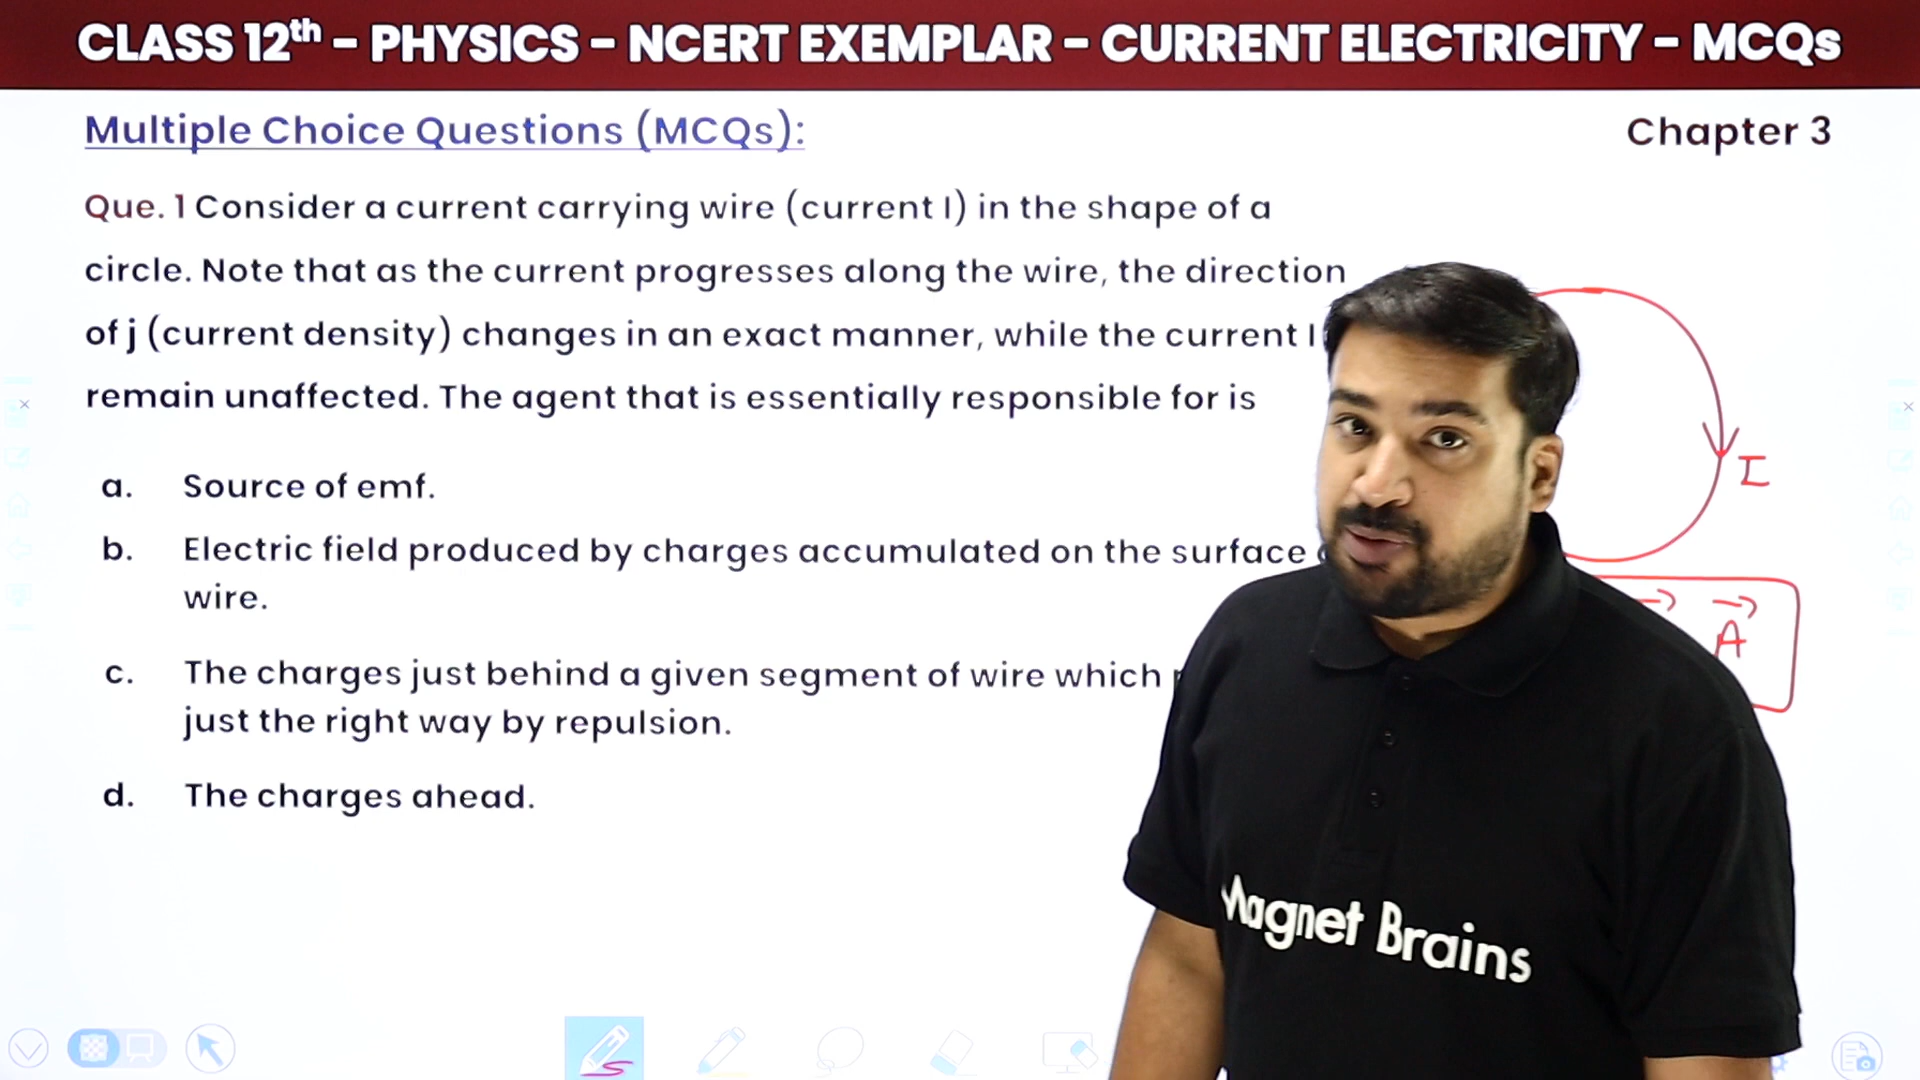 CLASS 12th – PHYSICS – NCERT EXEMPLAR – CURRENT ELECTRICITY – MCQs
Multiple Choice Questions (MCQs):
Chapter 3
Que. 1 Consider a current carrying wire (current I) in the shape of a
circle. Note that as the current progresses along the wire, the direction
of j (current density) changes in an exact manner, while the current I
remain unaffected. The agent that is essentially responsible for is
I
a. Source of emf.
b. Electric field produced by charges accumulated on the surface
wire.
A
c. The charges just behind a given segment of wire which
just the right way by repulsion.
d. The charges ahead.
Magnet Brains